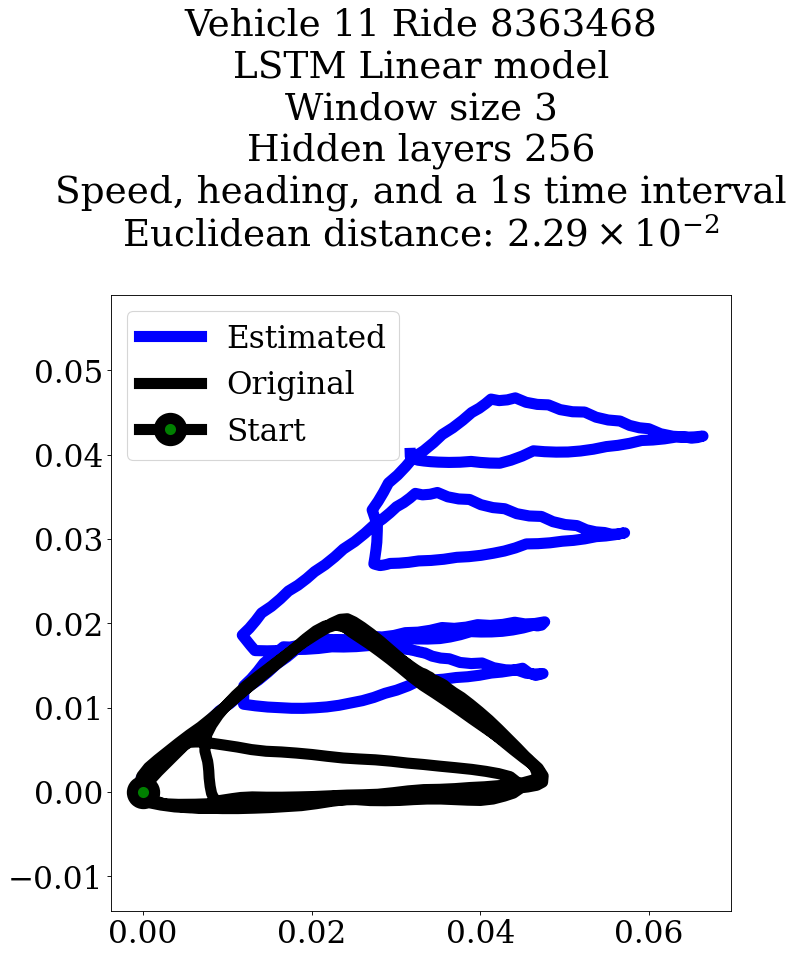 Vehicle 11 Ride 8363468
LSTM Linear model
Window size 3
Hidden layers 256
Speed, heading, and a 1s time interval
Euclidean distance: 2.29 × 10⁻²
Estimated
Original
Start
0.05
0.04
0.03
0.02
0.01
0.00
−0.01
0.00 0.02 0.04 0.06